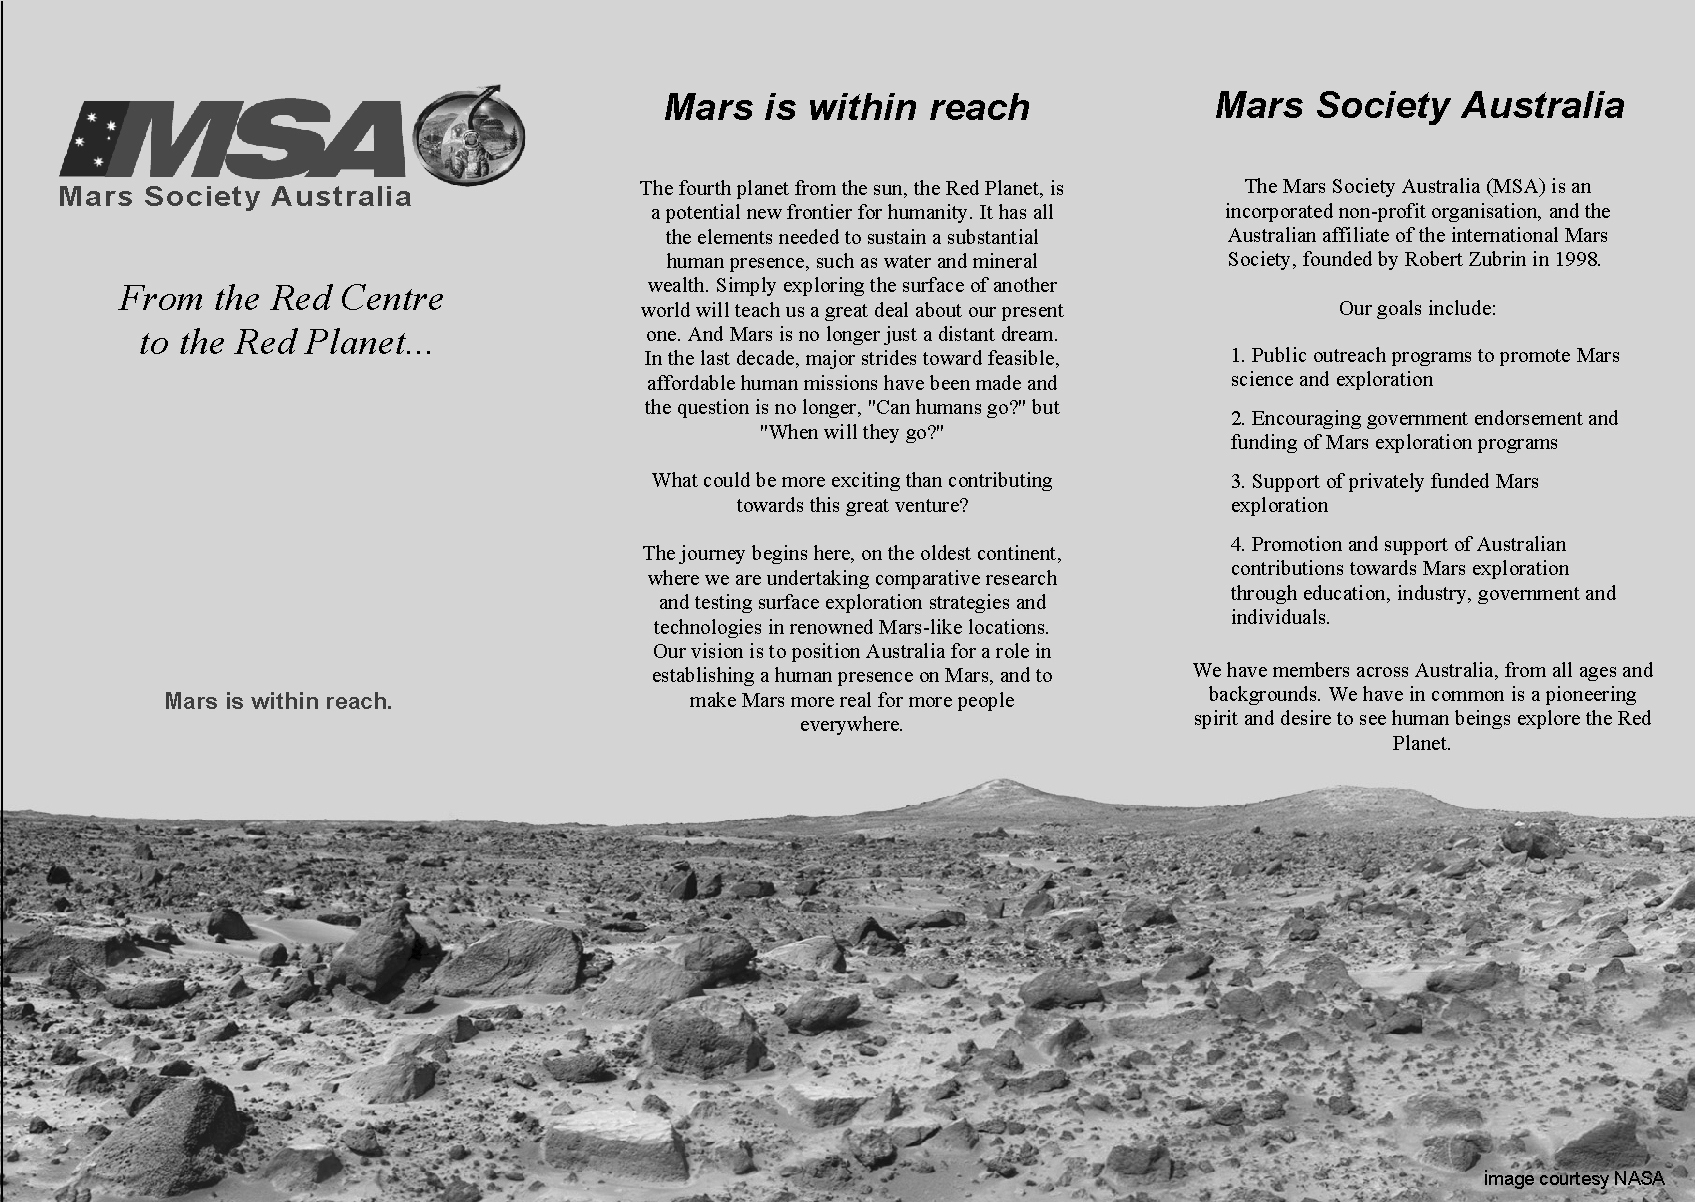 MSA
Mars Society Australia
From the Red Centre
to the Red Planet...
Mars is within reach.
Mars is within reach
The fourth planet from the sun, the Red Planet, is
a potential new frontier for humanity. It has all
the elements needed to sustain a substantial
human presence, such as water and mineral
wealth. Simply exploring the surface of another
world will teach us a great deal about our present
one. And Mars is no longer just a distant dream.
In the last decade, major strides toward feasible,
affordable human missions have been made and
the question is no longer, "Can humans go?" but
"When will they go?"
What could be more exciting than contributing
towards this great venture?
The journey begins here, on the oldest continent,
where we are undertaking comparative research
and testing surface exploration strategies and
technologies in renowned Mars-like locations.
Our vision is to position Australia for a role in
establishing a human presence on Mars, and to
make Mars more real for more people
everywhere.
Mars Society Australia
The Mars Society Australia (MSA) is an
incorporated non-profit organisation, and the
Australian affiliate of the international Mars
Society, founded by Robert Zubrin in 1998.
Our goals include:
1. Public outreach programs to promote Mars
science and exploration
2. Encouraging government endorsement and
funding of Mars exploration programs
3. Support of privately funded Mars
exploration
4. Promotion and support of Australian
contributions towards Mars exploration
through education, industry, government and
individuals.
We have members across Australia, from all ages and
backgrounds. We have in common is a pioneering
spirit and desire to see human beings explore the Red
Planet.
image courtesy NASA